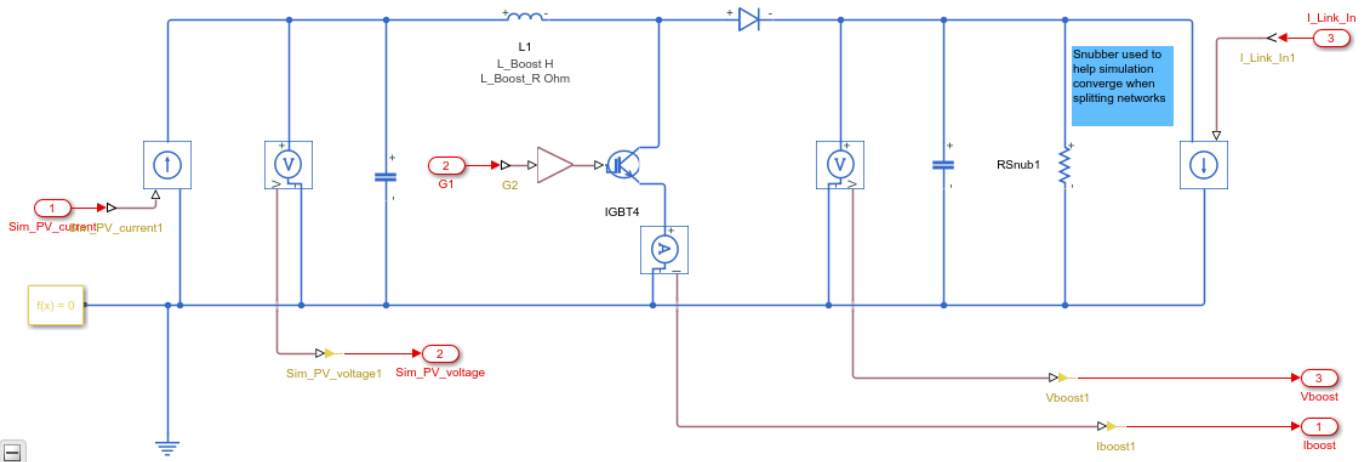 I_Link_In
3
I_Link_In1
Snubber used to
help simulation
converge when
splitting networks
+
-
L1
L_Boost H
L_Boost_R Ohm
+
-
V
+
+
-
2
G1
G2
IGBT4
+
A
I
V
+
V
+
V
+
-
RSnub1
+
-
1
Sim_PV_current
Sim_PV_current1
f(x) = 0
Sim_PV_voltage1
2
Sim_PV_voltage
Vboost1
3
Vboost
Iboost1
1
Iboost